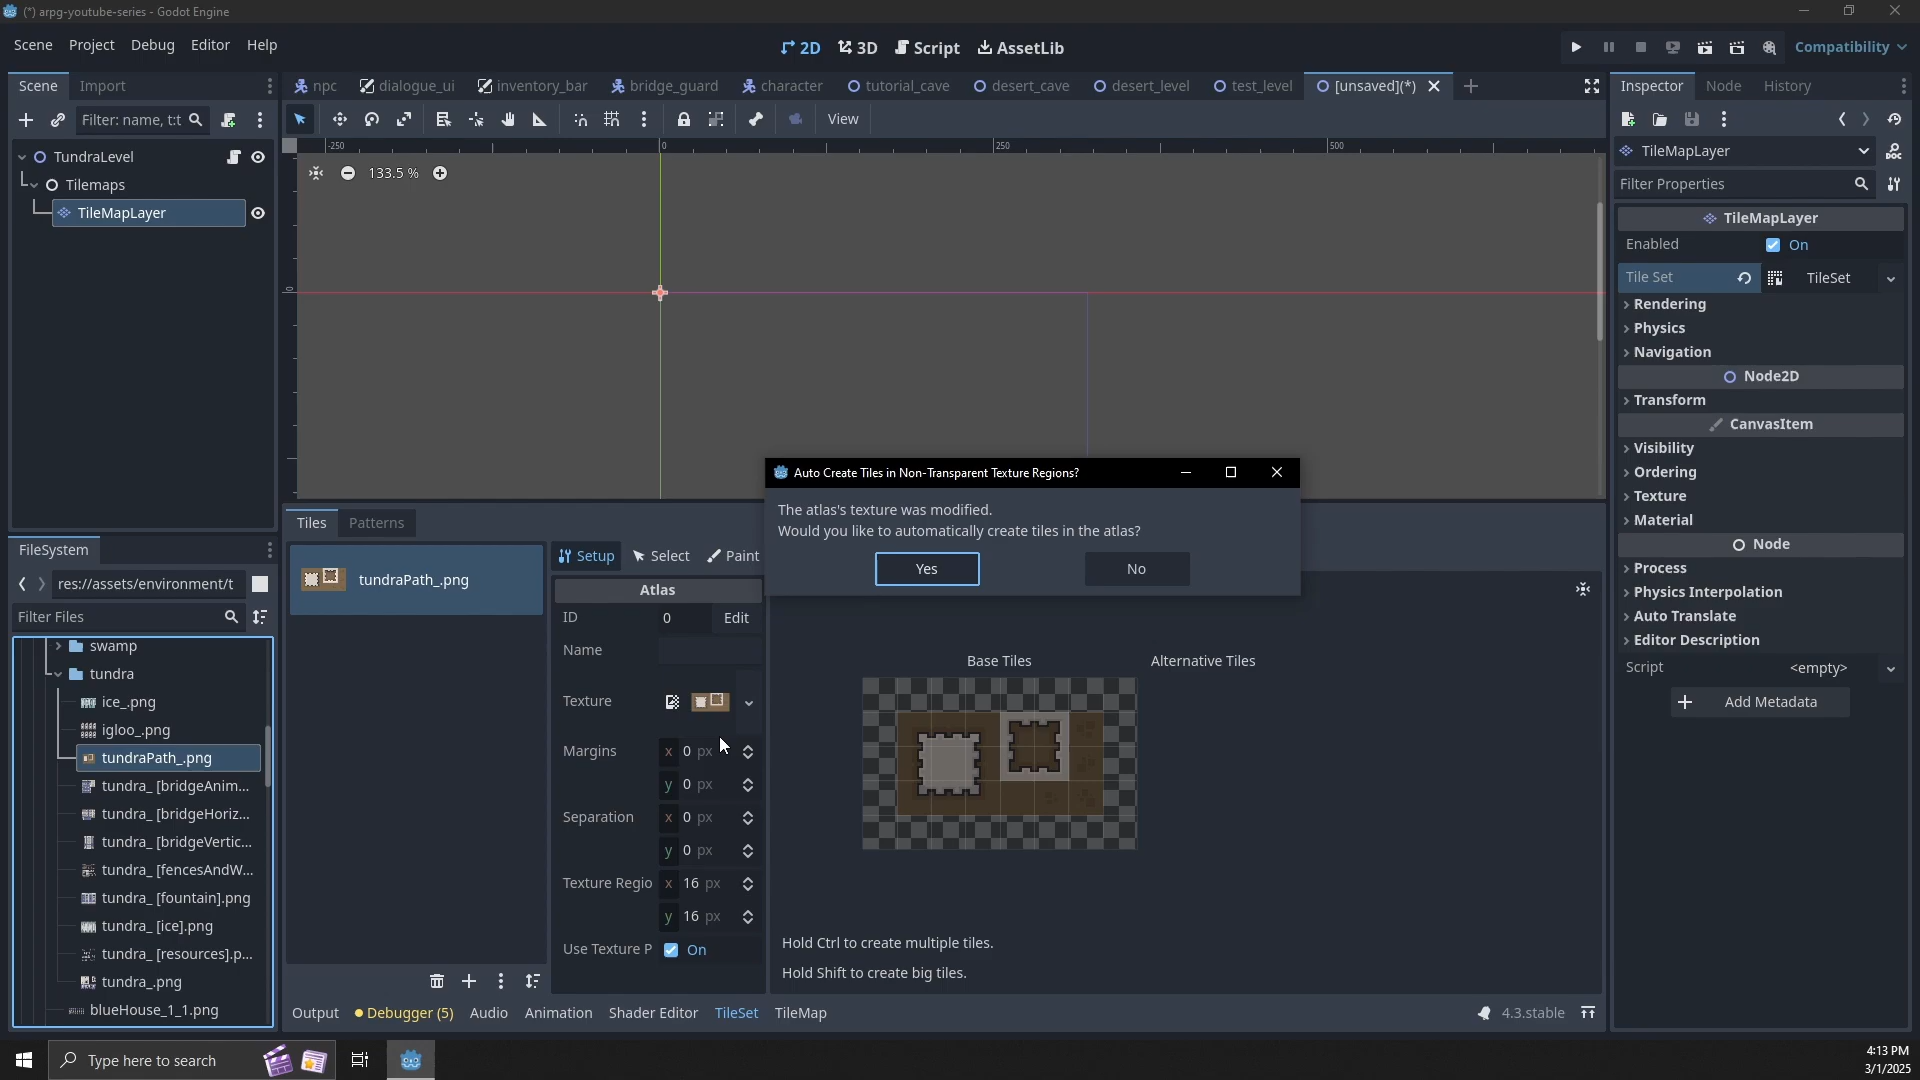 (*) arpg-youtube-series - Godot Engine
Scene Project Debug Editor Help
2D 3D Script AssetLib
Compatibility
Scene Import
npc dialogue_ui inventory_bar bridge_guard character tutorial_cave desert_cave desert_level test_level [unsaved](*)
Inspector Node History
Filter: name, t:t
View
TundraLevel
Tilemaps
TileMapLayer
-250 0 250 500
0
133.5 %
TileMapLayer
Filter Properties
TileMapLayer
Enabled On
Tile Set TileSet
Rendering
Physics
Navigation
Node2D
Transform
CanvasItem
Visibility
Ordering
Texture
Material
Node
Process
Physics Interpolation
Auto Translate
Editor Description
Script <empty>
Add Metadata
Auto Create Tiles in Non-Transparent Texture Regions?
The atlas's texture was modified.
Would you like to automatically create tiles in the atlas?
Yes No
FileSystem
res://assets/environment/t
Filter Files
swamp
tundra
ice_.png
igloo_.png
tundraPath_.png
tundra_ [bridgeAnim...
tundra_ [bridgeHoriz...
tundra_ [bridgeVertic...
tundra_ [fencesAndW...
tundra_ [fountain].png
tundra_ [ice].png
tundra_ [resources].p...
tundra_.png
blueHouse_1_1.png
Tiles Patterns
tundraPath_.png
Setup Select Paint
Atlas
ID 0 Edit
Name
Texture
Margins x 0 px
y 0 px
Separation x 0 px
y 0 px
Texture Regio x 16 px
y 16 px
Use Texture P On
Base Tiles Alternative Tiles
Hold Ctrl to create multiple tiles.
Hold Shift to create big tiles.
Output Debugger (5) Audio Animation Shader Editor TileSet TileMap
4.3.stable
Type here to search
4:13 PM
3/1/2025